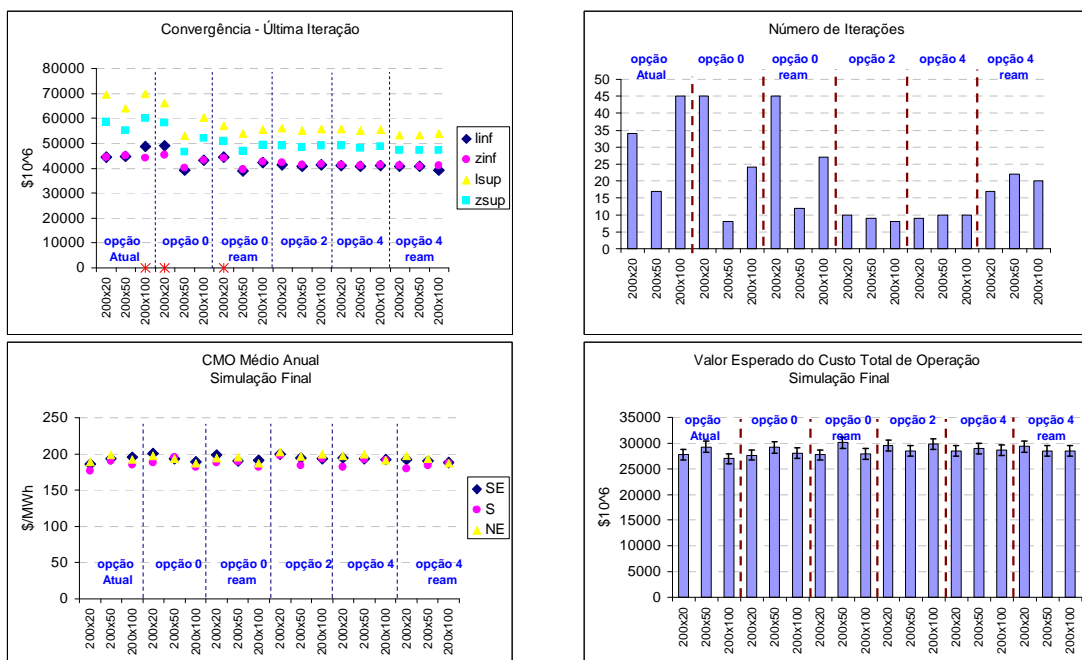 Convergência - Última Iteração
80000
70000
60000
50000
40000
30000
20000
10000
0
$10^6
opção Atual
opção 0
opção 0 ream
opção 2
opção 4
opção 4 ream
200x20
200x50
200x100
200x20
200x50
200x100
200x20
200x50
200x100
200x20
200x50
200x100
200x20
200x50
200x100
200x20
200x50
200x100
linf
zinf
lsup
zsup
Número de Iterações
opção Atual
opção 0
opção 0 ream
opção 2
opção 4
opção 4 ream
50
45
40
35
30
25
20
15
10
5
0
200x20
200x50
200x100
200x20
200x50
200x100
200x20
200x50
200x100
200x20
200x50
200x100
200x20
200x50
200x100
200x20
200x50
200x100
CMO Médio Anual
Simulação Final
250
200
150
100
50
0
$/MWh
opção Atual
opção 0
opção 0 ream
opção 2
opção 4
opção 4 ream
200x20
200x50
200x100
200x20
200x50
200x100
200x20
200x50
200x100
200x20
200x50
200x100
200x20
200x50
200x100
200x20
200x50
200x100
SE
S
NE
Valor Esperado do Custo Total de Operação
Simulação Final
35000
30000
25000
20000
15000
10000
5000
0
$10^6
opção Atual
opção 0
opção 0 ream
opção 2
opção 4
opção 4 ream
200x20
200x50
200x100
200x20
200x50
200x100
200x20
200x50
200x100
200x20
200x50
200x100
200x20
200x50
200x100
200x20
200x50
200x100